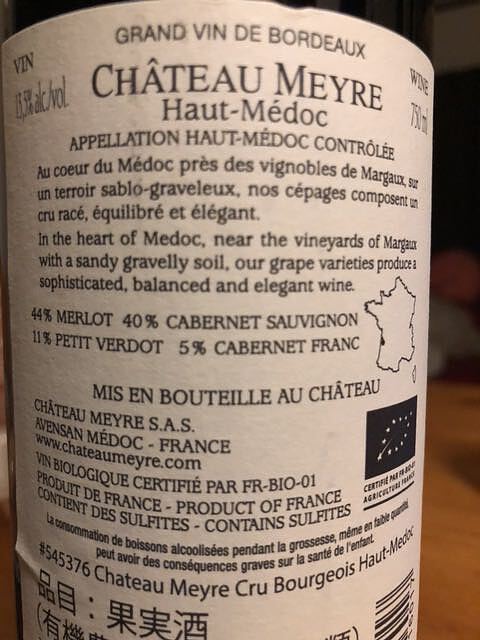 GRAND VIN DE BORDEAUX
VIN
WINE
CHÂTEAU MEYRE
13,5% alc./vol.
750 ml
Haut-Médoc
APPELLATION HAUT-MÉDOC CONTRÔLÉE
Au coeur du Médoc près des vignobles de Margaux, sur
un terroir sablo-graveleux, nos cépages composent un
cru racé, équilibré et élégant.
In the heart of Medoc, near the vineyards of Margaux
with a sandy gravelly soil, our grape varieties produce a
sophisticated, balanced and elegant wine.
44% MERLOT 40% CABERNET SAUVIGNON
11% PETIT VERDOT 5% CABERNET FRANC
MIS EN BOUTEILLE AU CHÂTEAU
CHÂTEAU MEYRE S.A.S.
AVENSAN MÉDOC - FRANCE
www.chateaumeyre.com
VIN BIOLOGIQUE CERTIFIÉ PAR FR-BIO-01
PRODUIT DE FRANCE - PRODUCT OF FRANCE
CONTIENT DES SULFITES - CONTAINS SULFITES
CERTIFIÉ PAR FR-BIO-01
AGRICULTURE FRANCE
La consommation de boissons alcoolisées pendant la grossesse, même en faible quantité,
peut avoir des conséquences graves sur la santé de l'enfant.
#545376 Chateau Meyre Cru Bourgeois Haut-Medoc
品目：果実酒
(有機